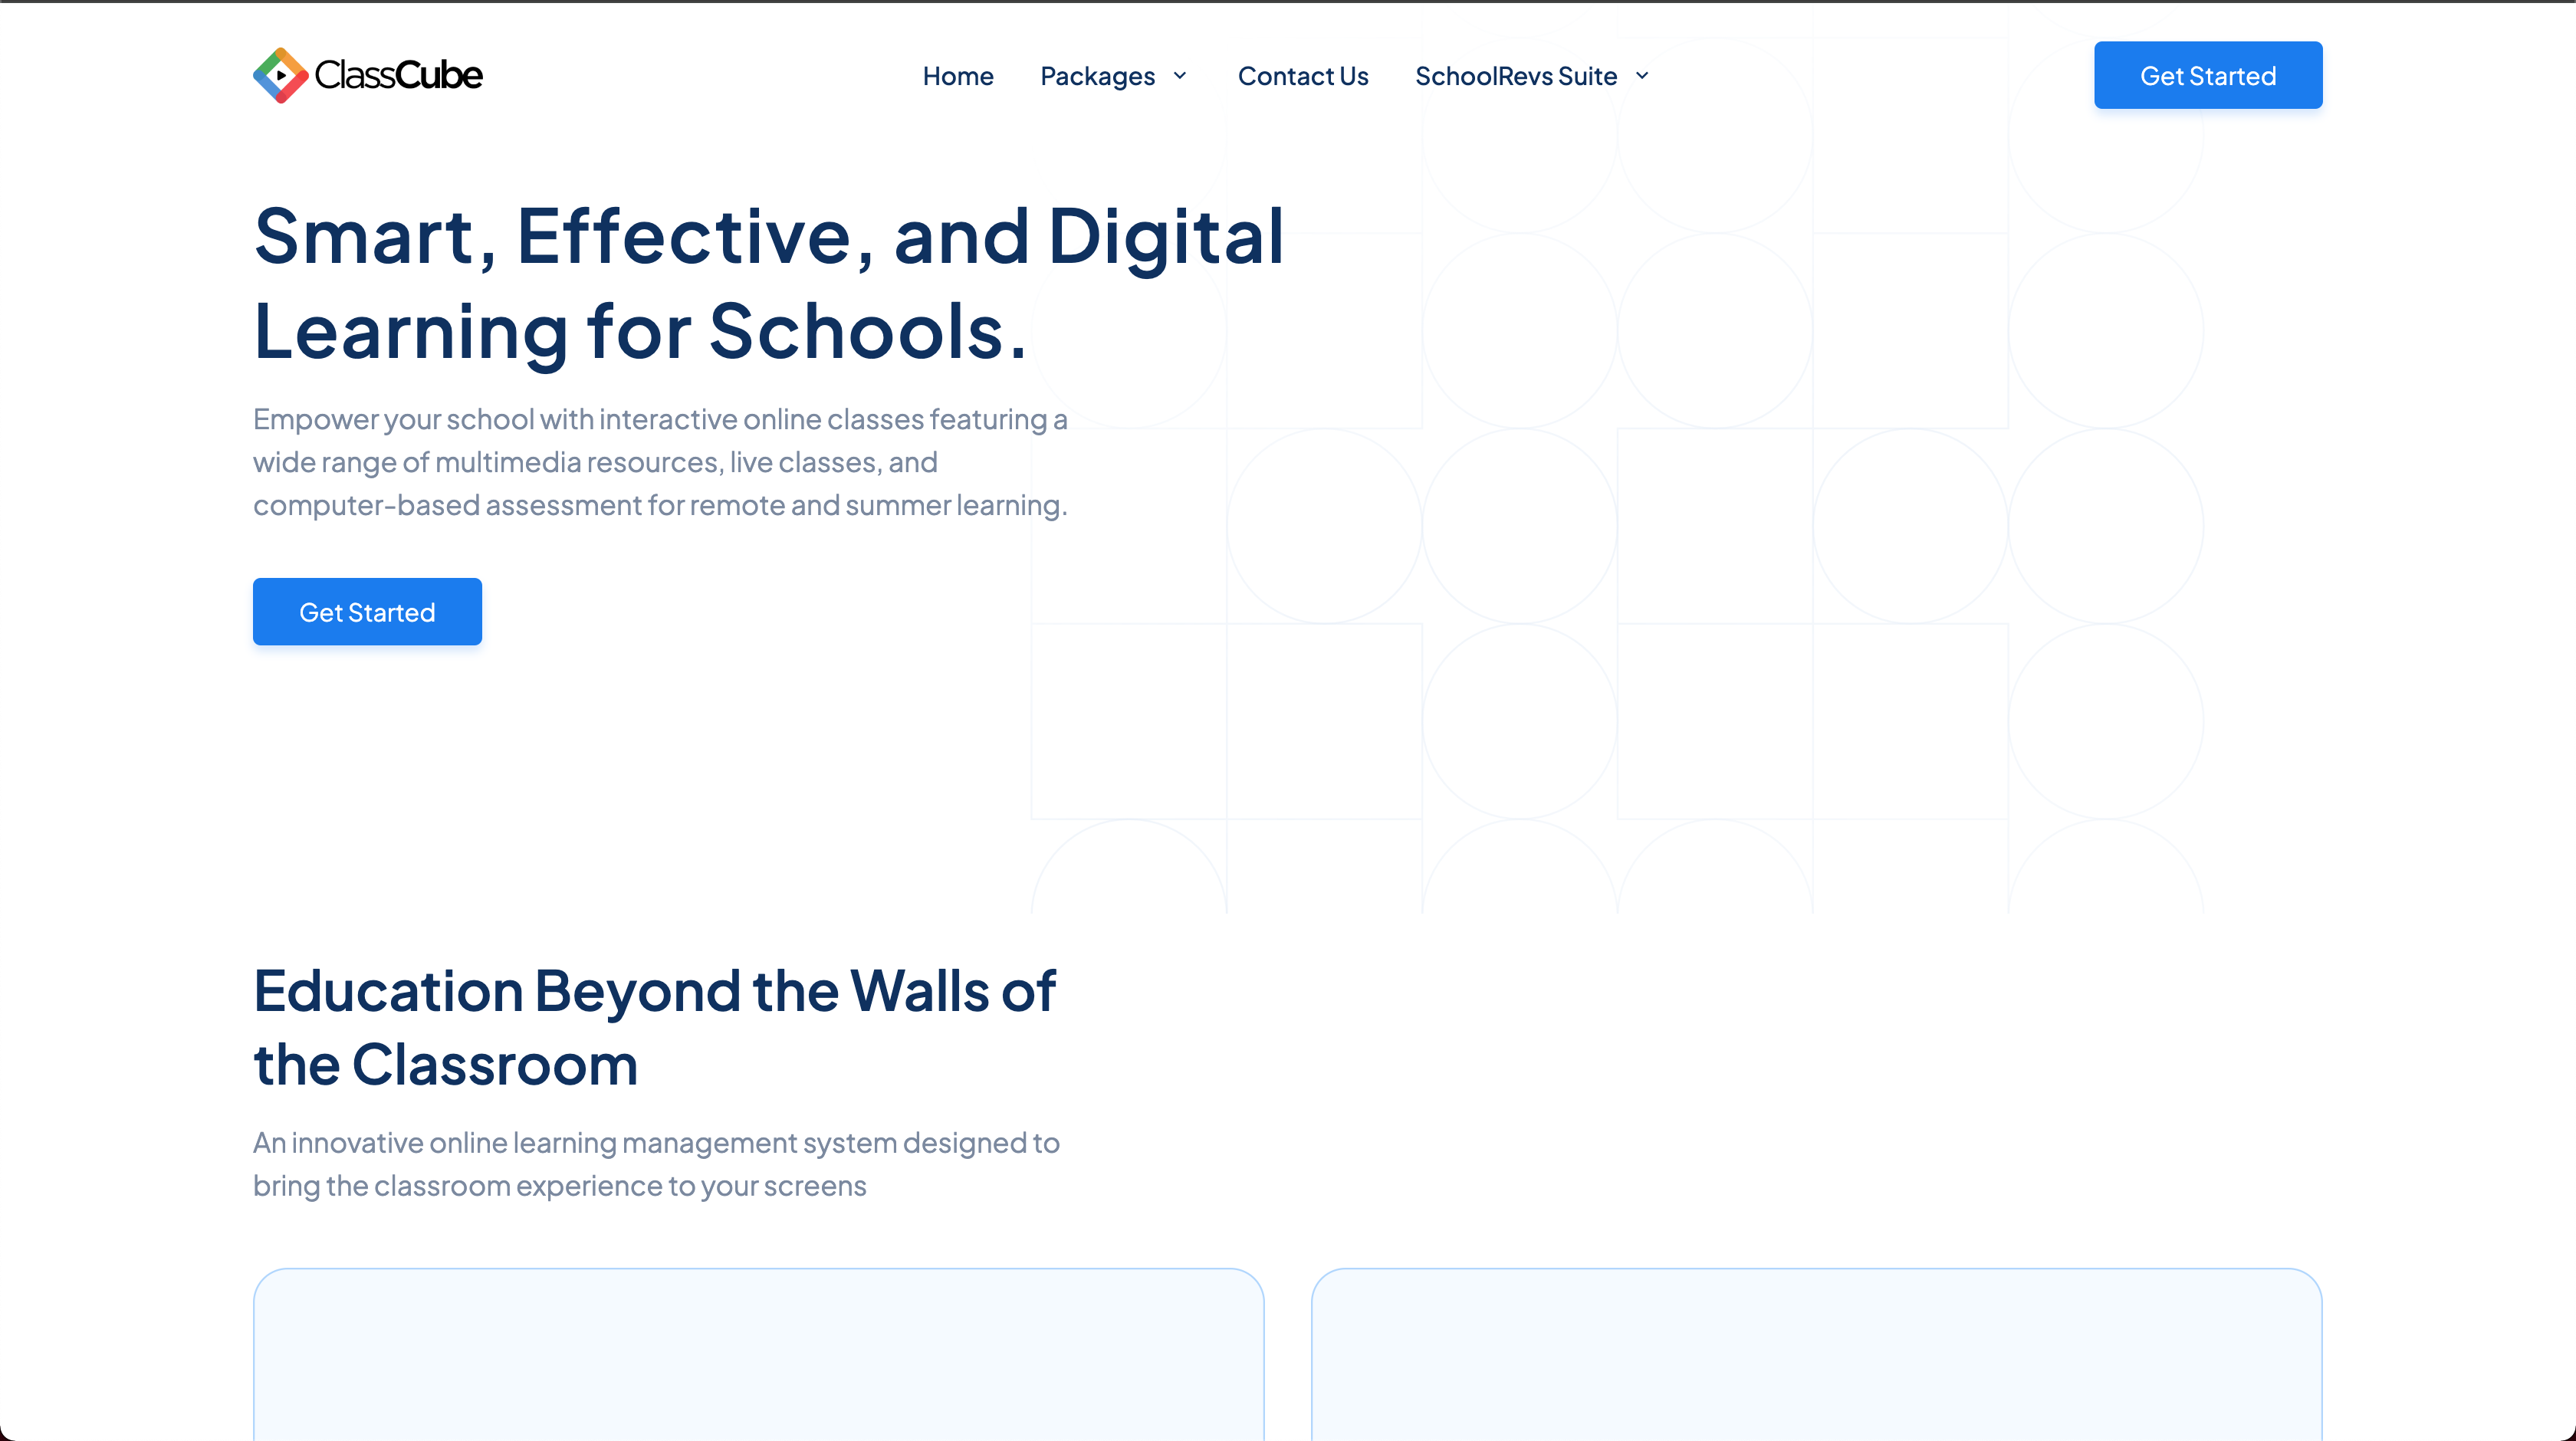 ClassCube
Home
Packages
Contact Us
SchoolRevs Suite
Get Started
Smart, Effective, and Digital
Learning for Schools.
Empower your school with interactive online classes featuring a
wide range of multimedia resources, live classes, and
computer-based assessment for remote and summer learning.
Get Started
Education Beyond the Walls of
the Classroom
An innovative online learning management system designed to
bring the classroom experience to your screens